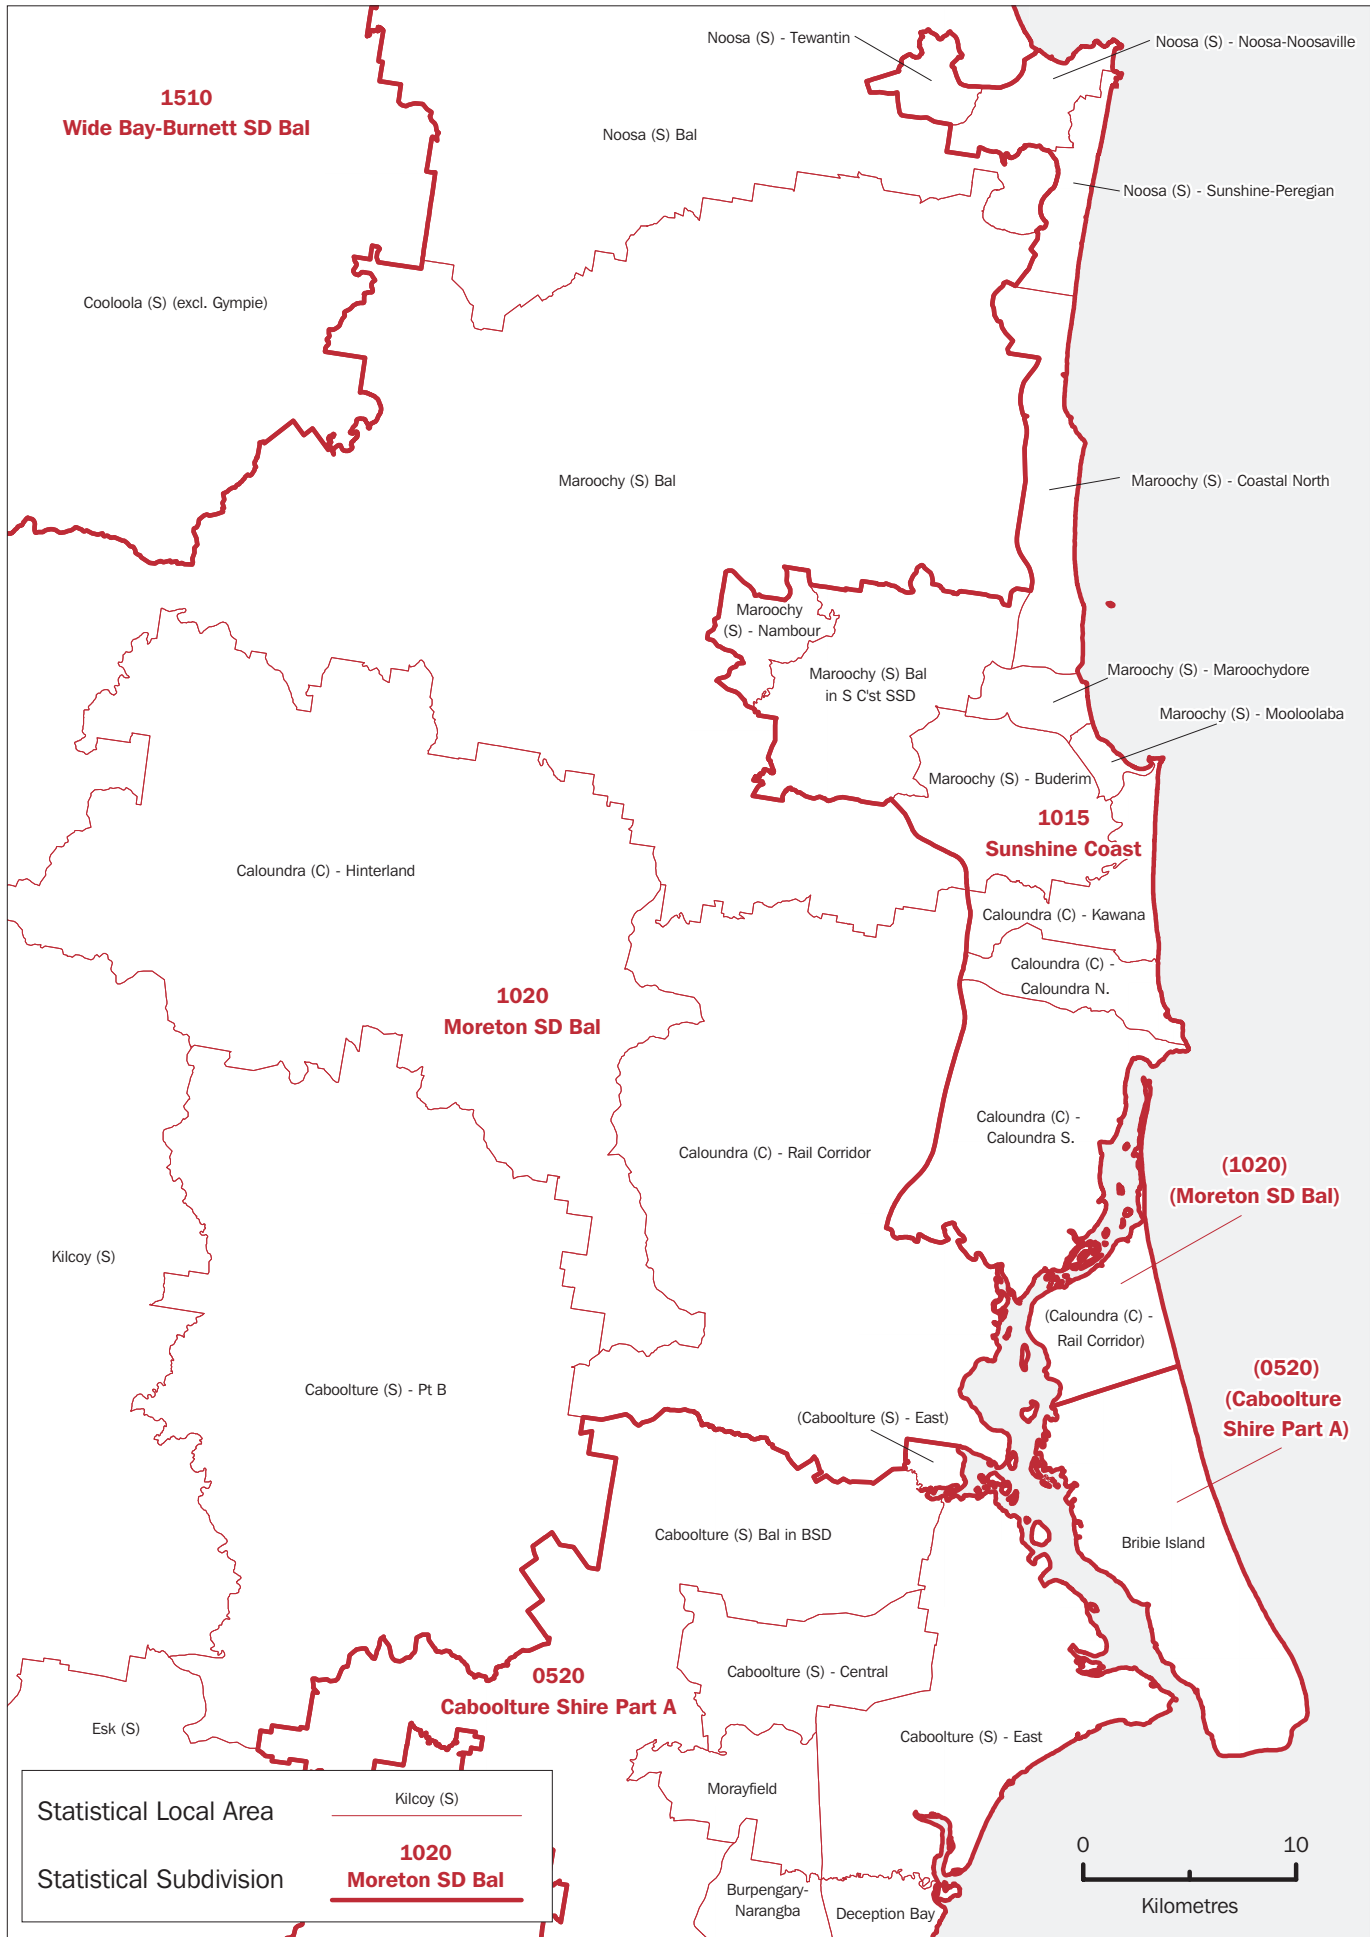 Noosa (S) - Tewantin
Noosa (S) - Noosa-Noosaville
1510
Wide Bay-Burnett SD Bal
Noosa (S) Bal
Noosa (S) - Sunshine-Peregian
Cooloola (S) (excl. Gympie)
Maroochy (S) Bal
Maroochy (S) - Coastal North
Maroochy
(S) - Nambour
Maroochy (S) Bal
in S C'st SSD
Maroochy (S) - Maroochydore
Maroochy (S) - Mooloolaba
Maroochy (S) - Buderim
1015
Sunshine Coast
Caloundra (C) - Hinterland
Caloundra (C) - Kawana
Caloundra (C) -
Caloundra N.
1020
Moreton SD Bal
Caloundra (C) -
Caloundra S.
Caloundra (C) - Rail Corridor
(1020)
(Moreton SD Bal)
Kilcoy (S)
(Caloundra (C) -
Rail Corridor)
(0520)
(Caboolture
Shire Part A)
Caboolture (S) - Pt B
(Caboolture (S) - East)
Caboolture (S) Bal in BSD
Bribie Island
0520
Caboolture Shire Part A
Caboolture (S) - Central
Esk (S)
Caboolture (S) - East
Morayfield
Burpengary-
Narangba
Deception Bay
Statistical Local Area
Kilcoy (S)
Statistical Subdivision
1020
Moreton SD Bal
0 10
Kilometres